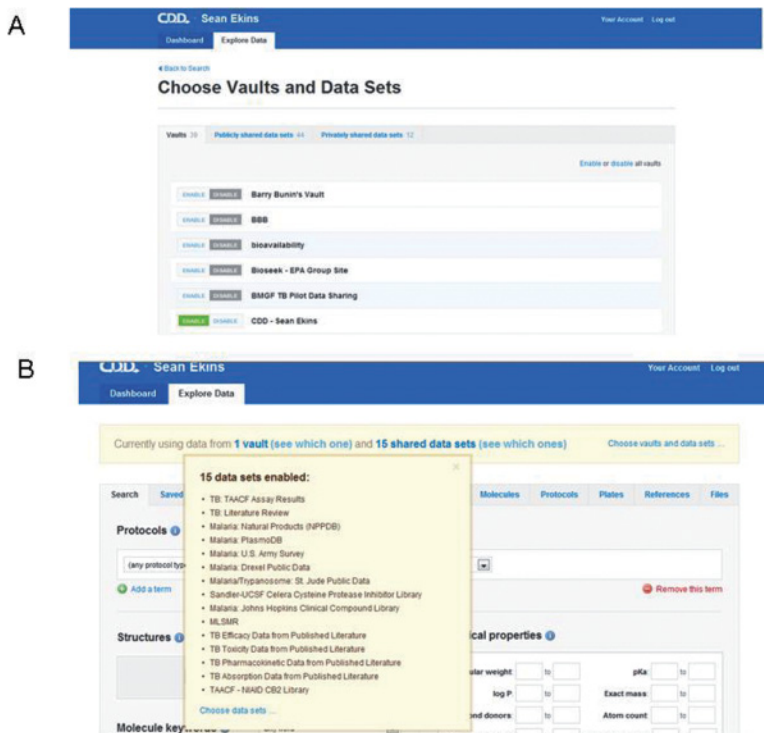 A
CDD. Sean Ekins
Your Account Log out
Dashboard Explore Data
Back to Search
Choose Vaults and Data Sets
Vaults 39 Publicly shared data sets 44 Privately shared data sets 12
Enable or disable all vaults
ENABLE DISABLE Barry Bunin's Vault
ENABLE DISABLE BBB
ENABLE DISABLE bioavailability
ENABLE DISABLE Bioseek - EPA Group Site
ENABLE DISABLE BMGF TB Pilot Data Sharing
ENABLE DISABLE CDD - Sean Ekins
B
CDD. Sean Ekins
Your Account Log out
Dashboard Explore Data
Currently using data from 1 vault (see which one) and 15 shared data sets (see which ones) Choose vaults and data sets ...
Search Saved Molecules Protocols Plates References Files
15 data sets enabled:
• TB: TAACF Assay Results
• TB: Literature Review
• Malaria: Natural Products (NPPDB)
• Malaria: PlasmoDB
• Malaria: U.S. Army Survey
• Malaria: Drexel Public Data
• Malaria/Trypanosome: St. Jude Public Data
• Sandler-UCSF Celera Cysteine Protease Inhibitor Library
• Malaria: Johns Hopkins Clinical Compound Library
• MLSMR
• TB Efficacy Data from Published Literature
• TB Toxicity Data from Published Literature
• TB Pharmacokinetic Data from Published Literature
• TB Absorption Data from Published Literature
• TAACF - NIAID CB2 Library
Choose data sets ...
Protocols
(any protocol typ
Add a term Remove this term
Structures ical properties
ular weight to pKa to
log P to Exact mass to
ond donors to Atom count to
Molecule keywords